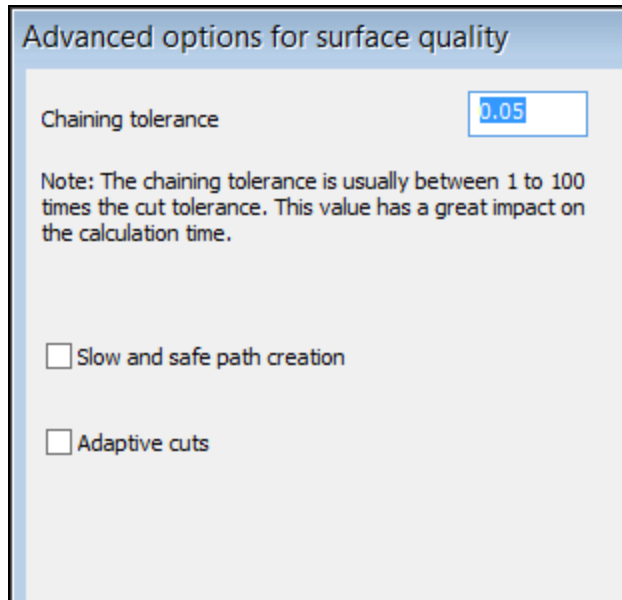 Advanced options for surface quality
Chaining tolerance 0.05
Note: The chaining tolerance is usually between 1 to 100
times the cut tolerance. This value has a great impact on
the calculation time.
Slow and safe path creation
Adaptive cuts